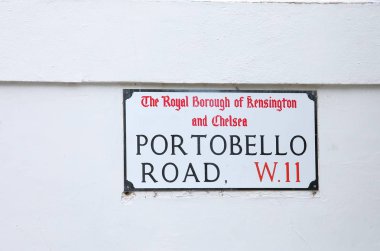 The Royal Borough of Kensington
and Chelsea
PORTOBELLO
ROAD, W.11